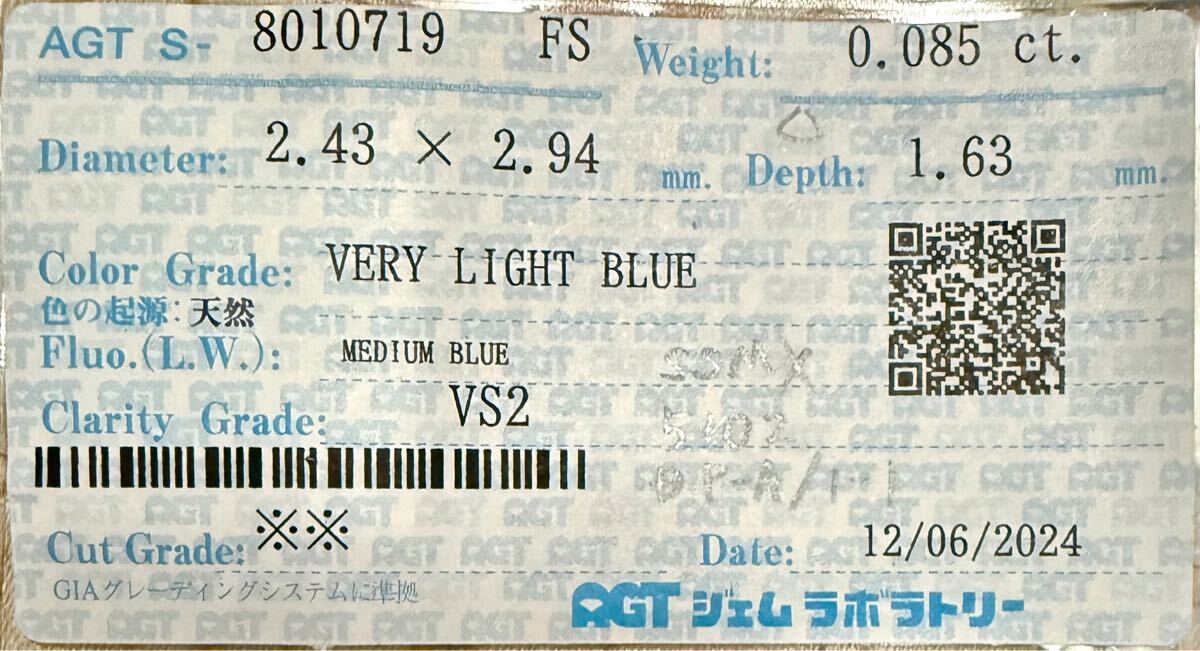 AGT S- 8010719 FS Weight: 0.085 ct.
Diameter: 2.43 × 2.94 mm. Depth: 1.63 mm.
Color Grade: VERY LIGHT BLUE
色の起源: 天然
Fluo.(L.W.): MEDIUM BLUE
Clarity Grade: VS2
Cut Grade: ※※ Date: 12/06/2024
GIAグレーディングシステムに準拠
AGT ジェムラボラトリー